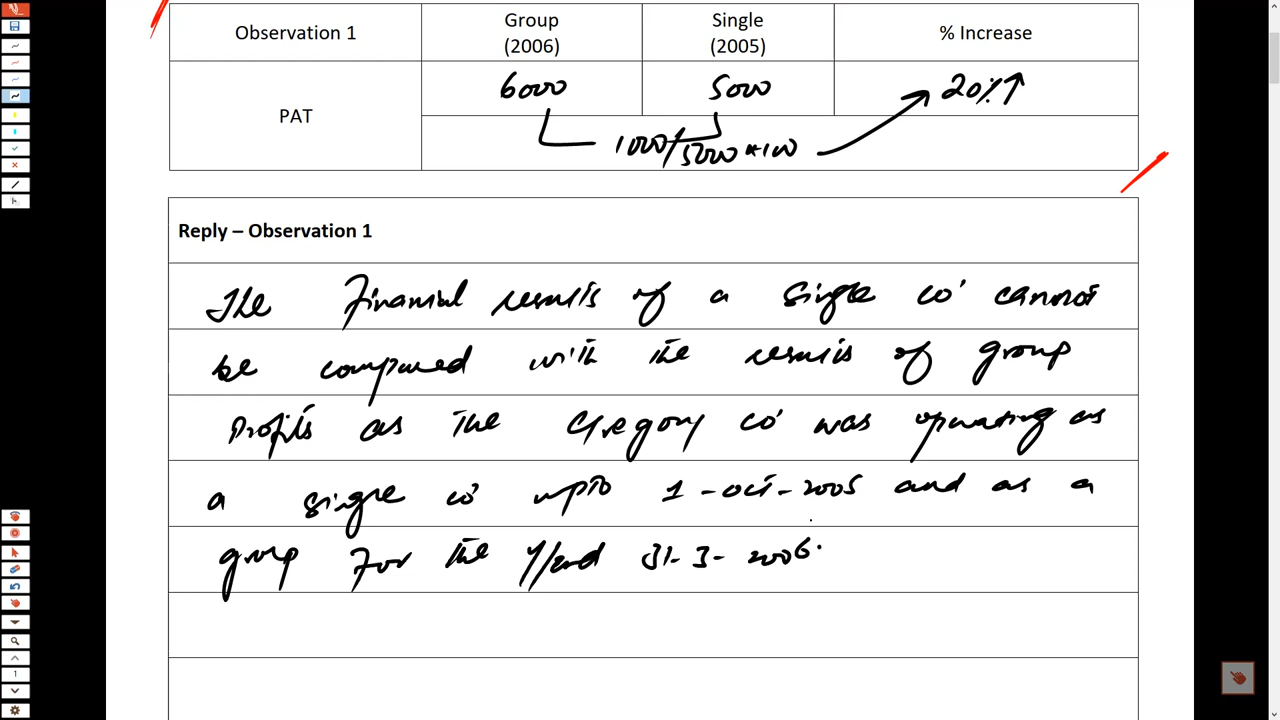 Observation 1 Group (2006) Single (2005) % Increase
PAT 6000 5000 20%↑
1000/5000*100
Reply – Observation 1
The Financial results of a single co' cannot
be compared with the results of group
Profits as the Gregory co' was operating as
a single co' upto 1-oct-2005 and as a
group For the Y/end 31-3-2006.
1